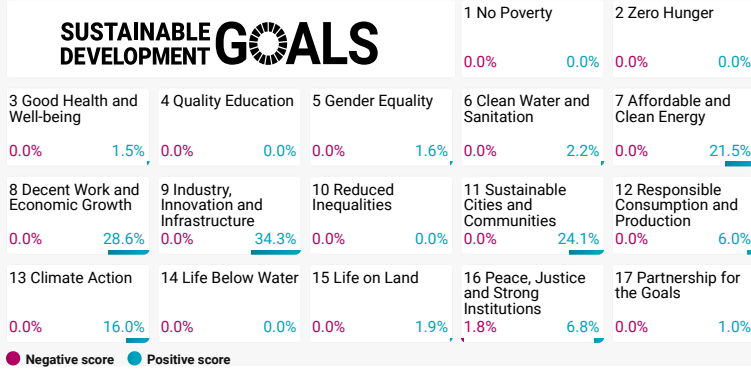 SUSTAINABLE
DEVELOPMENT
GOALS
1 No Poverty
0.0% 0.0%
2 Zero Hunger
0.0% 0.0%
3 Good Health and
Well-being
0.0% 1.5%
4 Quality Education
0.0% 0.0%
5 Gender Equality
0.0% 1.6%
6 Clean Water and
Sanitation
0.0% 2.2%
7 Affordable and
Clean Energy
0.0% 21.5%
8 Decent Work and
Economic Growth
0.0% 28.6%
9 Industry,
Innovation and
Infrastructure
0.0% 34.3%
10 Reduced
Inequalities
0.0% 0.0%
11 Sustainable
Cities and
Communities
0.0% 24.1%
12 Responsible
Consumption and
Production
0.0% 6.0%
13 Climate Action
0.0% 16.0%
14 Life Below Water
0.0% 0.0%
15 Life on Land
0.0% 1.9%
16 Peace, Justice
and Strong
Institutions
1.8% 6.8%
17 Partnership for
the Goals
0.0% 1.0%
Negative score Positive score